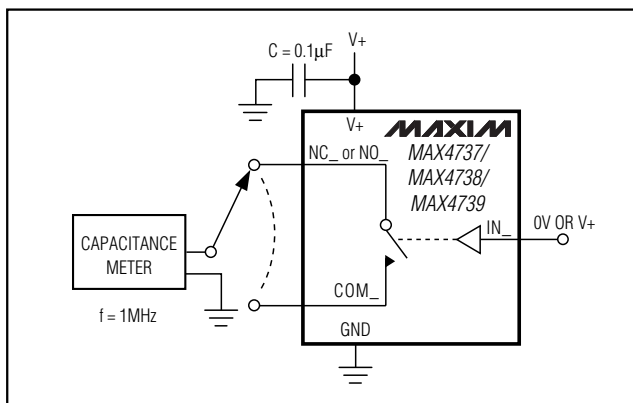 V+
C = 0.1µF
V+
MAXIM
NC_ or NO_
MAX4737/
MAX4738/
MAX4739
IN_
0V OR V+
CAPACITANCE
METER
COM_
f = 1MHz
GND